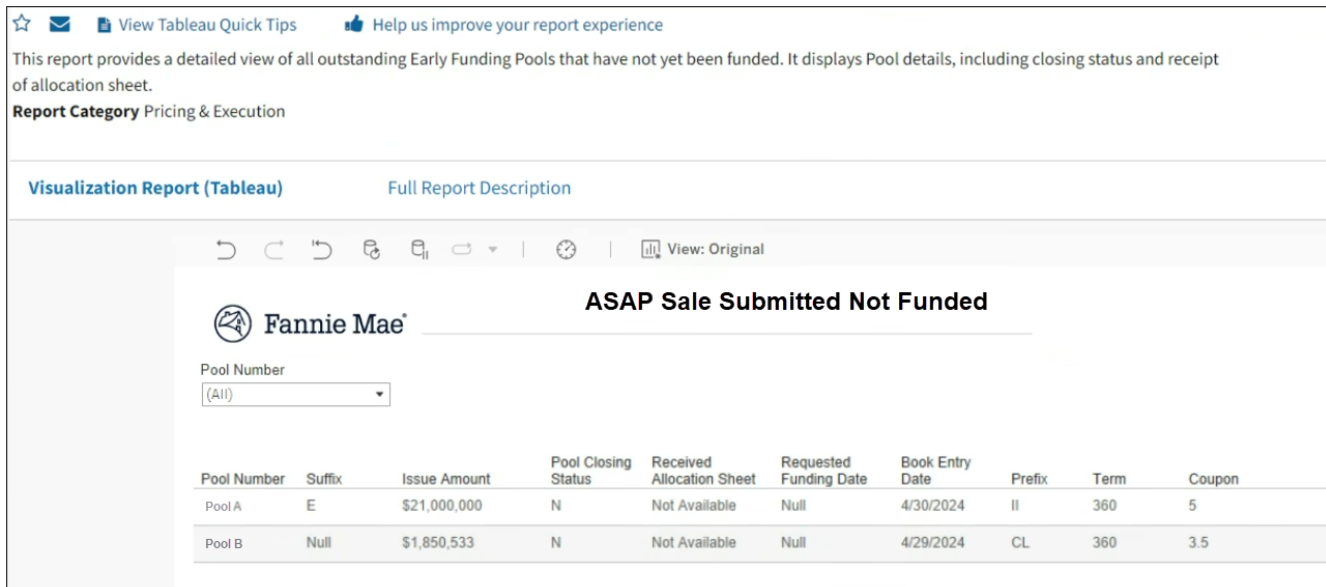 View Tableau Quick Tips Help us improve your report experience
This report provides a detailed view of all outstanding Early Funding Pools that have not yet been funded. It displays Pool details, including closing status and receipt
of allocation sheet.
Report Category Pricing & Execution
Visualization Report (Tableau) Full Report Description
View: Original
ASAP Sale Submitted Not Funded
Fannie Mae®
Pool Number
(All)
Pool Closing Received Requested Book Entry
Pool Number Suffix Issue Amount Status Allocation Sheet Funding Date Date Prefix Term Coupon
Pool A E $21,000,000 N Not Available Null 4/30/2024 II 360 5
Pool B Null $1,850,533 N Not Available Null 4/29/2024 CL 360 3.5